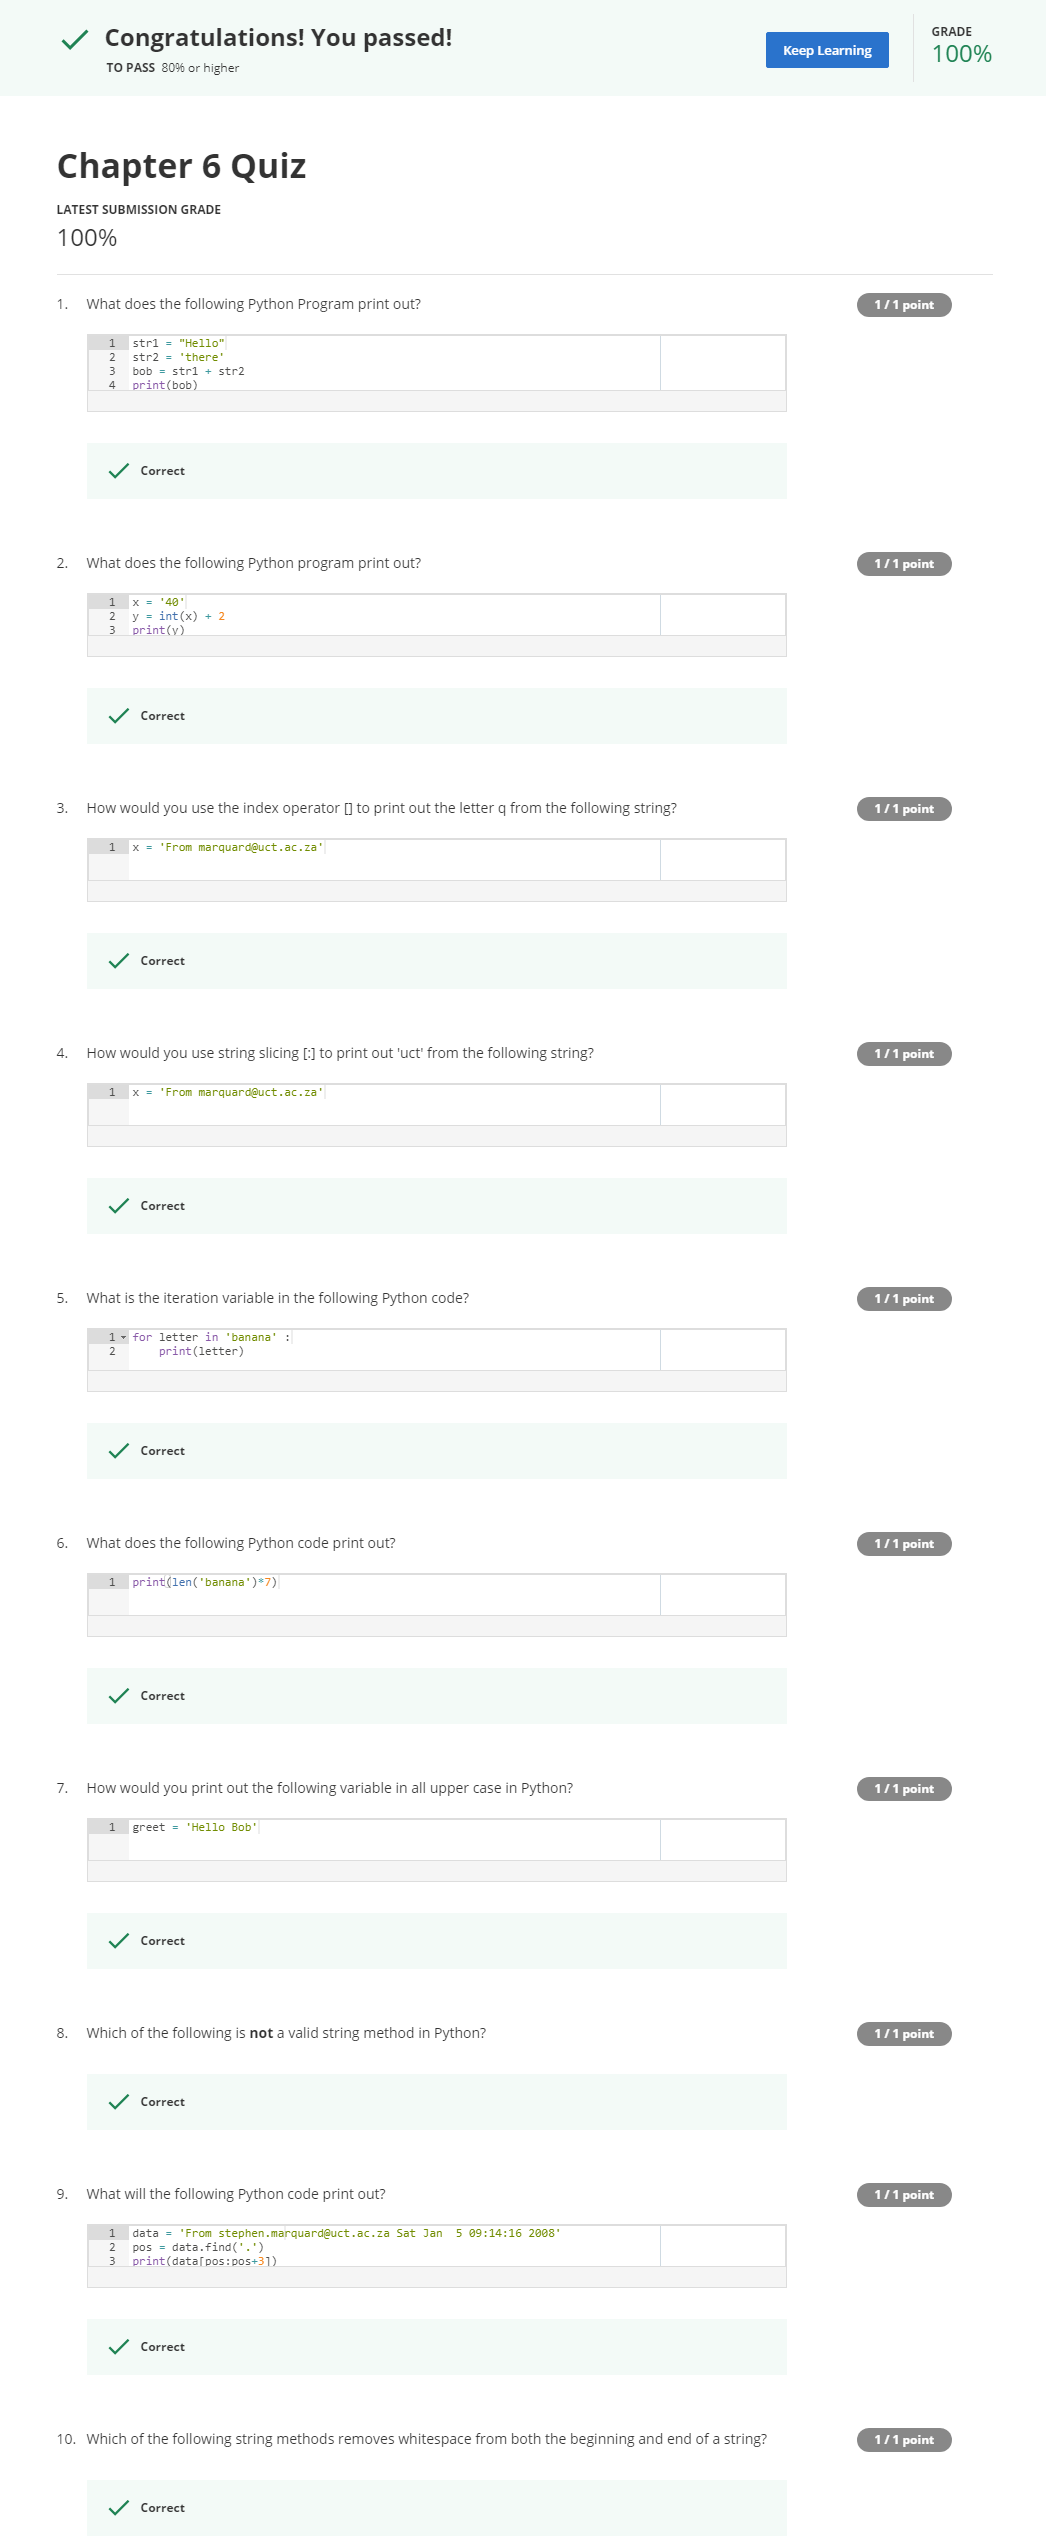 Congratulations! You passed!
TO PASS 80% or higher
Keep Learning
GRADE
100%
Chapter 6 Quiz
LATEST SUBMISSION GRADE
100%
1. What does the following Python Program print out?
1 / 1 point
1 str1 = "Hello"
2 str2 = 'there'
3 bob = str1 + str2
4 print(bob)
Correct
2. What does the following Python program print out?
1 / 1 point
1 x = '40'
2 y = int(x) + 2
3 print(y)
Correct
3. How would you use the index operator [] to print out the letter q from the following string?
1 / 1 point
1 x = 'From marquard@uct.ac.za'
Correct
4. How would you use string slicing [:] to print out 'uct' from the following string?
1 / 1 point
1 x = 'From marquard@uct.ac.za'
Correct
5. What is the iteration variable in the following Python code?
1 / 1 point
1 for letter in 'banana' :
2     print(letter)
Correct
6. What does the following Python code print out?
1 / 1 point
1 print(len('banana')*7)
Correct
7. How would you print out the following variable in all upper case in Python?
1 / 1 point
1 greet = 'Hello Bob'
Correct
8. Which of the following is not a valid string method in Python?
1 / 1 point
Correct
9. What will the following Python code print out?
1 / 1 point
1 data = 'From stephen.marquard@uct.ac.za Sat Jan  5 09:14:16 2008'
2 pos = data.find('.')
3 print(data[pos:pos+3])
Correct
10. Which of the following string methods removes whitespace from both the beginning and end of a string?
1 / 1 point
Correct